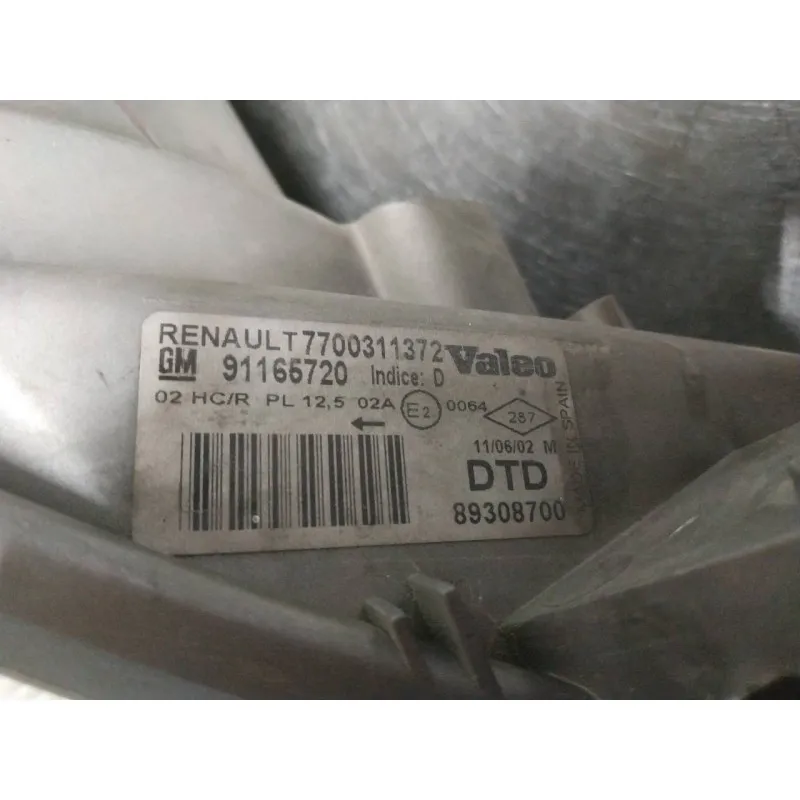 RENAULT 7700311372 Valeo
GM 91165720 Indice: D
02 HC/R PL 12,5 02A E2 0064 287
11/06/02 M
DTD
89308700
MADE IN SPAIN